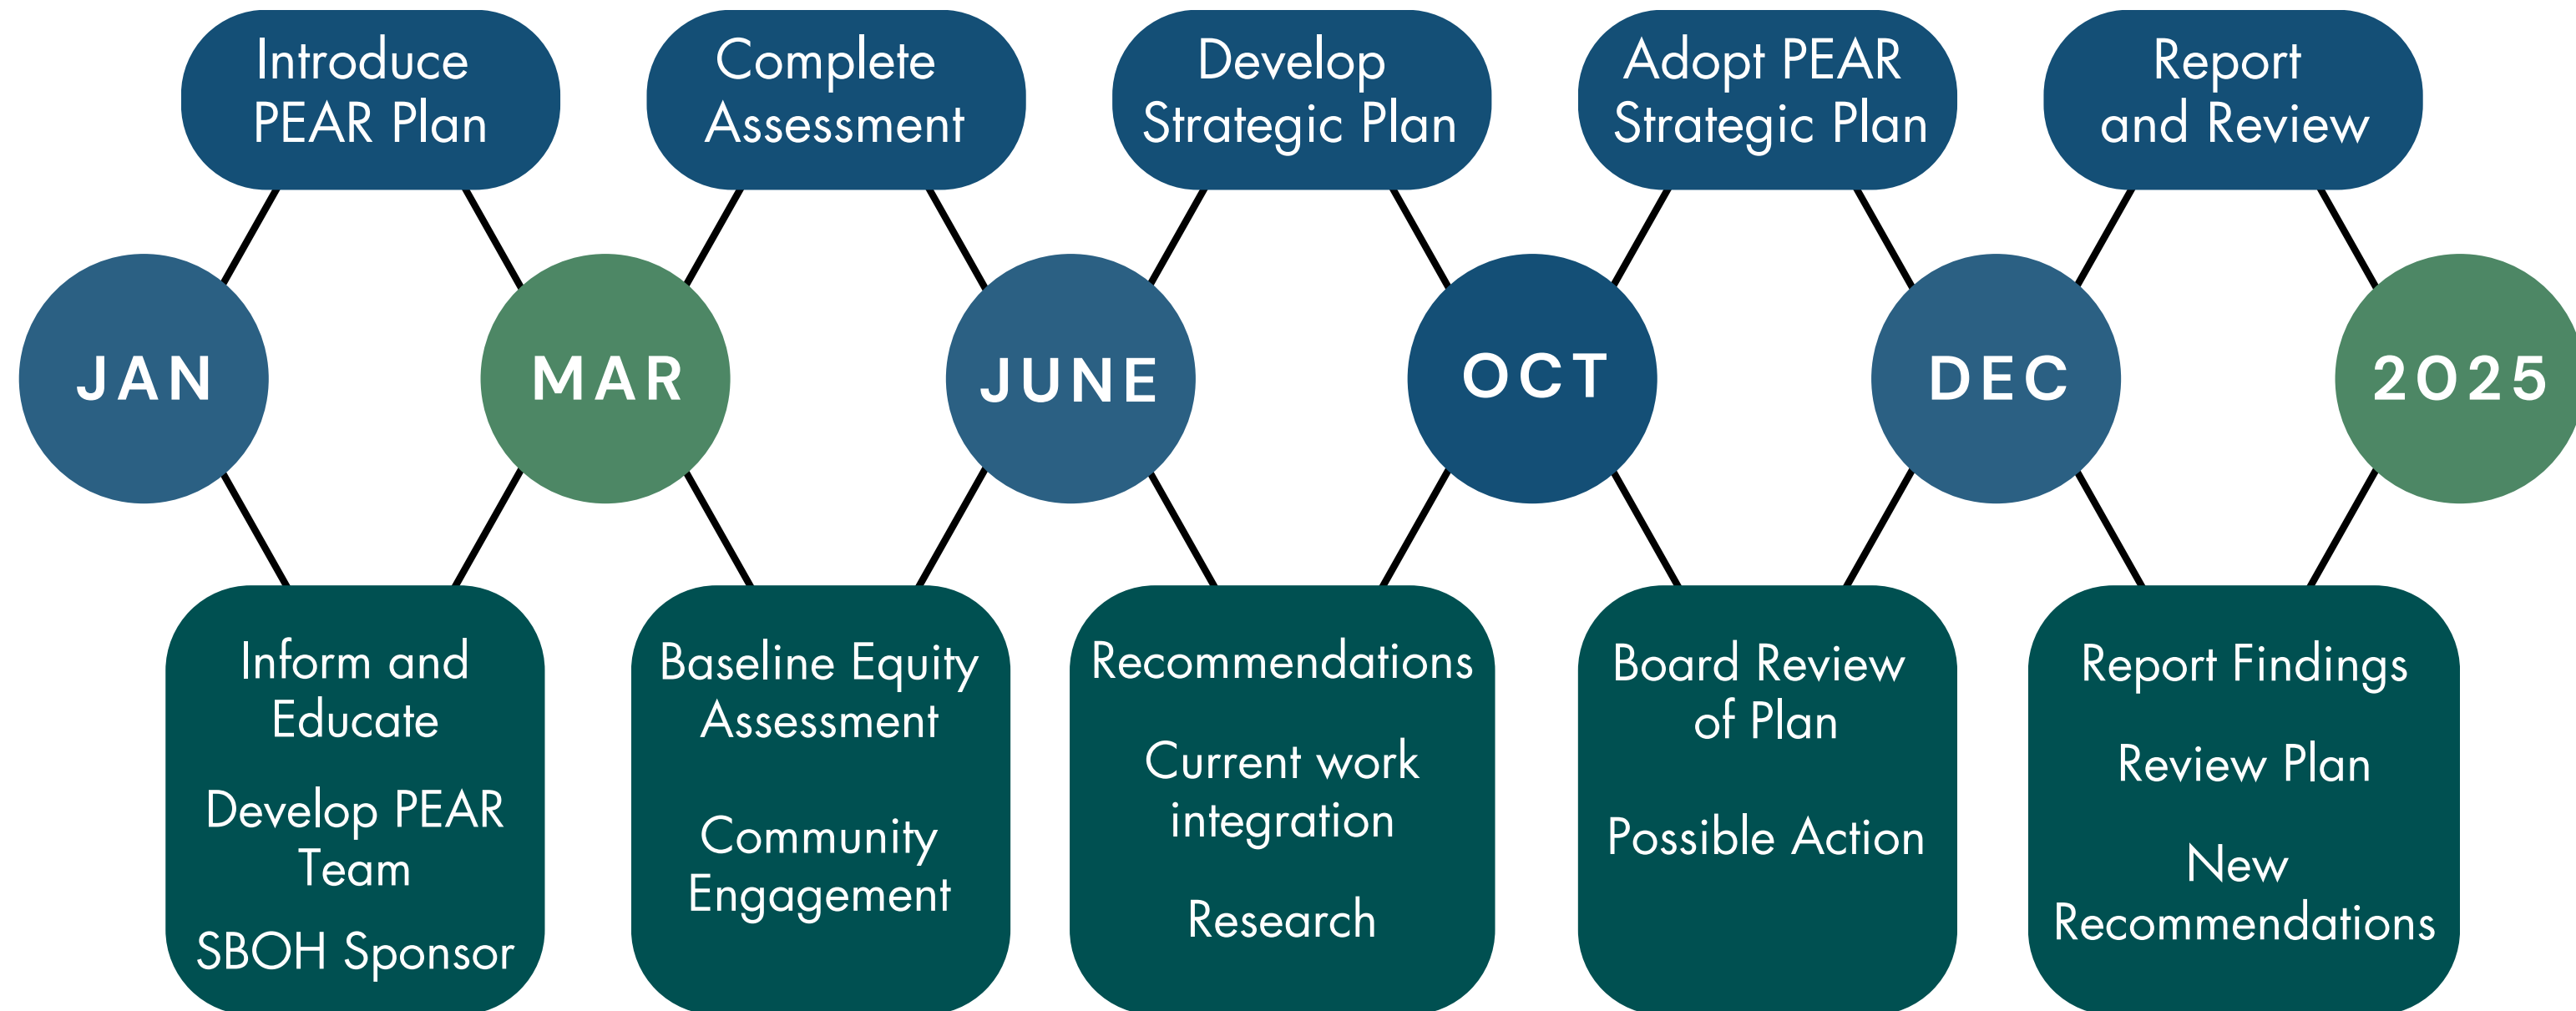 Introduce
PEAR Plan
Complete
Assessment
Develop
Strategic Plan
Adopt PEAR
Strategic Plan
Report
and Review
JAN
MAR
JUNE
OCT
DEC
2025
Inform and
Educate
Develop PEAR
Team
SBOH Sponsor
Baseline Equity
Assessment
Community
Engagement
Recommendations
Current work
integration
Research
Board Review
of Plan
Possible Action
Report Findings
Review Plan
New
Recommendations